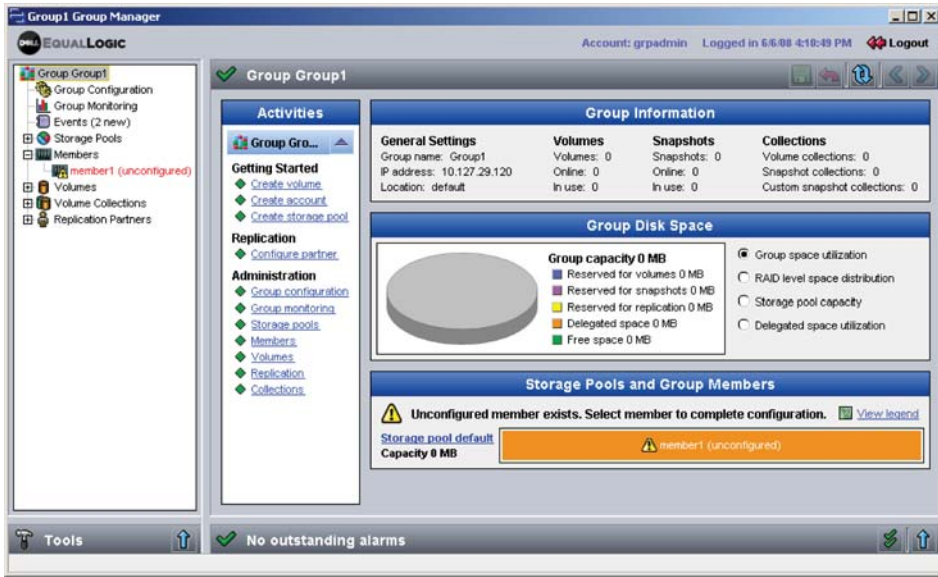 Group1 Group Manager
DELL EQUALLOGIC
Account: grpadmin Logged in 6/6/08 4:10:49 PM Logout
Group Group1
Group Configuration
Group Monitoring
Events (2 new)
Storage Pools
Members
member1 (unconfigured)
Volumes
Volume Collections
Replication Partners
Tools
Group Group1
Activities
Group Gro...
Getting Started
Create volume
Create account
Create storage pool
Replication
Configure partner
Administration
Group configuration
Group monitoring
Storage pools
Members
Volumes
Replication
Collections
Group Information
General Settings
Group name: Group1
IP address: 10.127.29.120
Location: default
Volumes
Volumes: 0
Online: 0
In use: 0
Snapshots
Snapshots: 0
Online: 0
In use: 0
Collections
Volume collections: 0
Snapshot collections: 0
Custom snapshot collections: 0
Group Disk Space
Group capacity 0 MB
Reserved for volumes 0 MB
Reserved for snapshots 0 MB
Reserved for replication 0 MB
Delegated space 0 MB
Free space 0 MB
Group space utilization
RAID level space distribution
Storage pool capacity
Delegated space utilization
Storage Pools and Group Members
Unconfigured member exists. Select member to complete configuration. View legend
Storage pool default
Capacity 0 MB
member1 (unconfigured)
No outstanding alarms